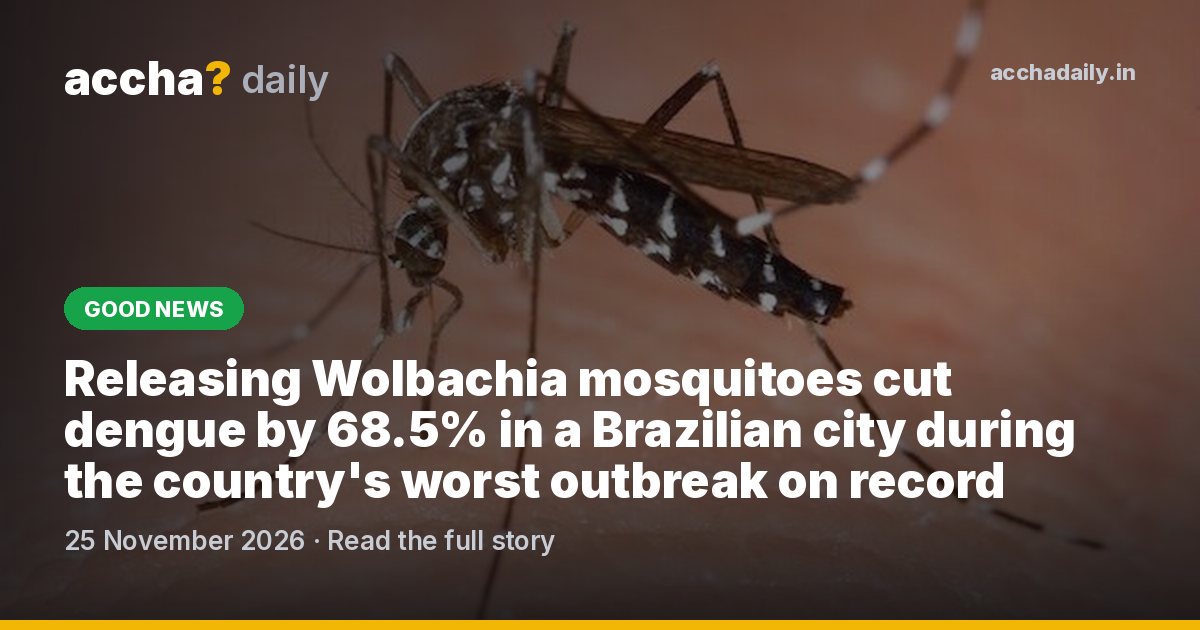 accha? daily
acchadaily.in
GOOD NEWS
Releasing Wolbachia mosquitoes cut
dengue by 68.5% in a Brazilian city during
the country's worst outbreak on record
25 November 2026 · Read the full story